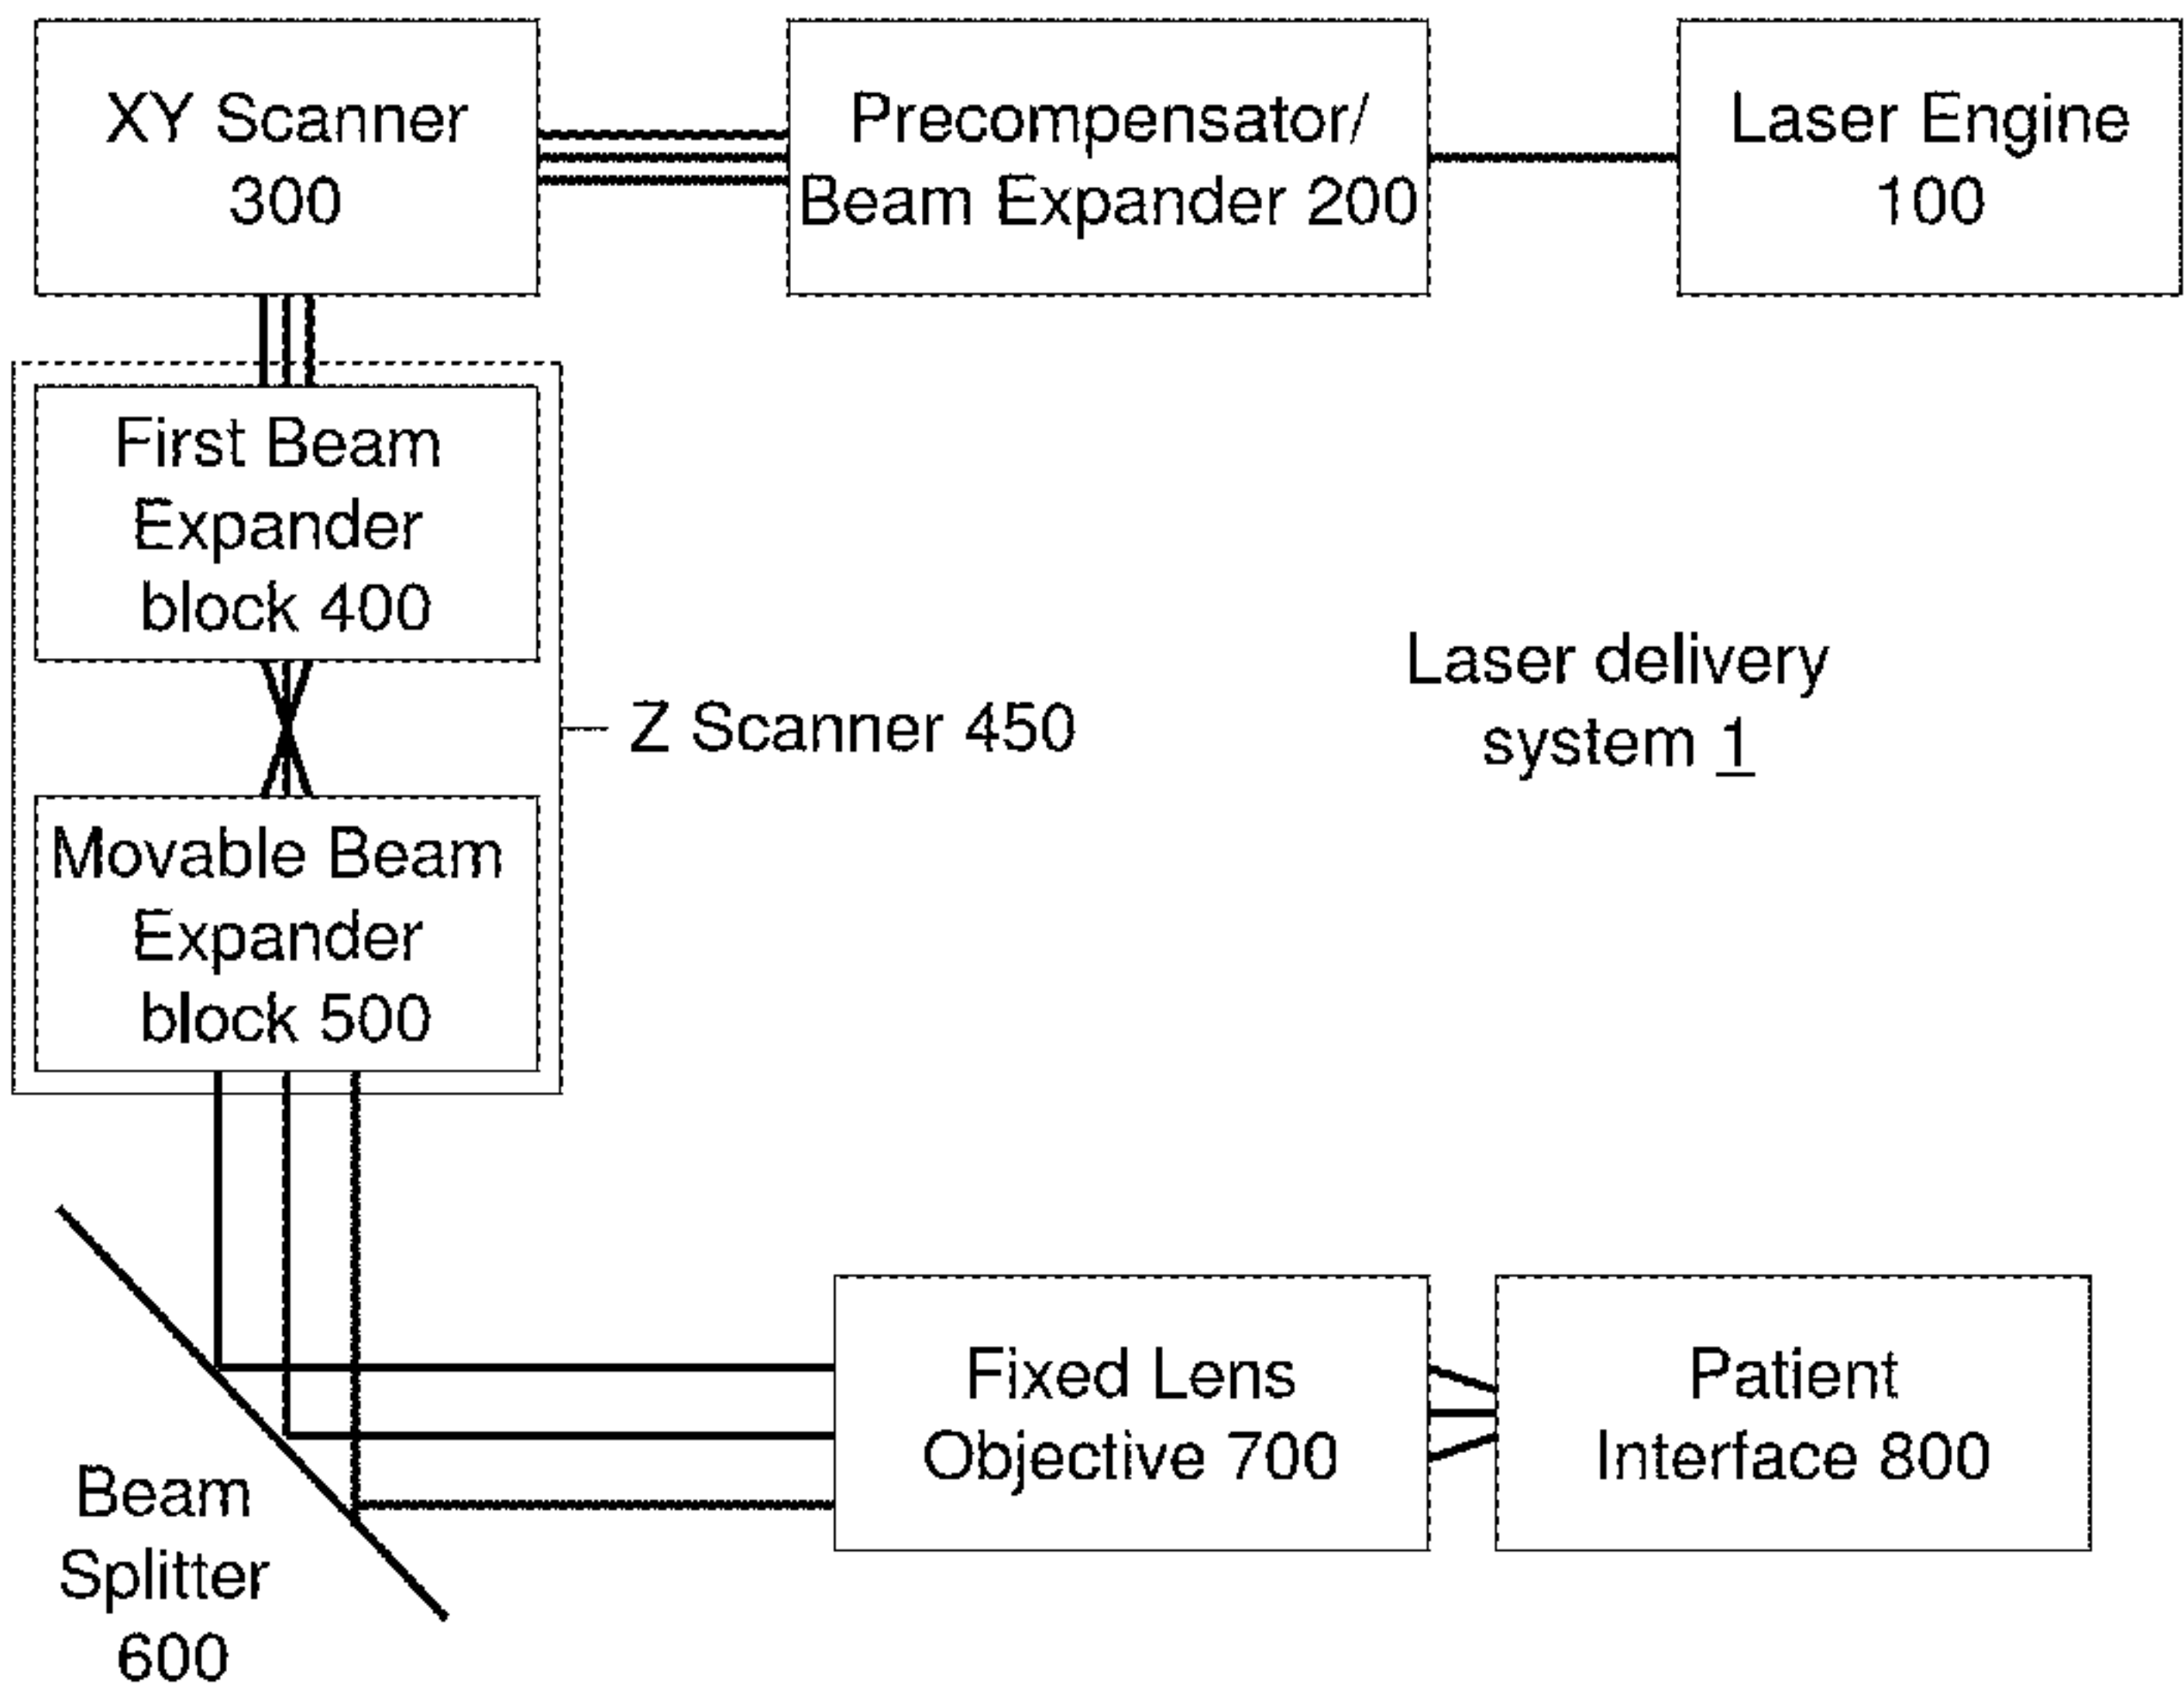 XY Scanner
300
Precompensator/
Beam Expander 200
Laser Engine
100
First Beam
Expander
block 400
Z Scanner 450
Laser delivery
system 1
Movable Beam
Expander
block 500
Beam
Splitter
600
Fixed Lens
Objective 700
Patient
Interface 800